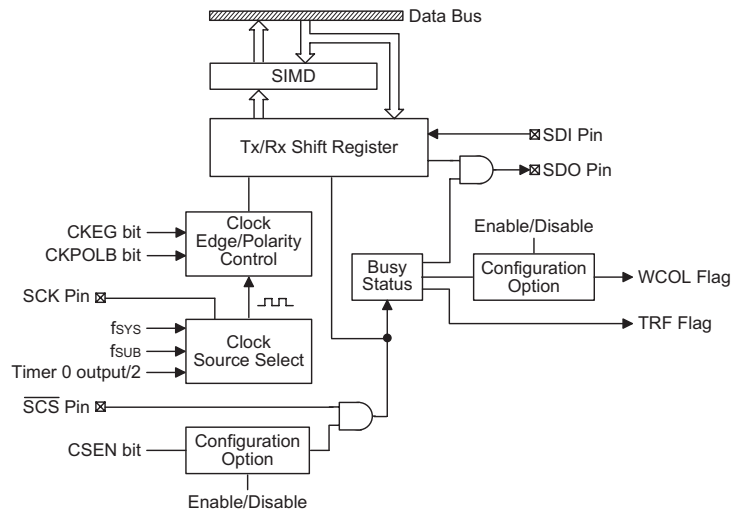 Data Bus
SIMD
Tx/Rx Shift Register
SDI Pin
SDO Pin
CKEG bit
CKPOLB bit
Clock
Edge/Polarity
Control
Enable/Disable
Busy
Status
Configuration
Option
WCOL Flag
TRF Flag
SCK Pin
fSYS
fSUB
Timer 0 output/2
Clock
Source Select
SCS Pin
CSEN bit
Configuration
Option
Enable/Disable